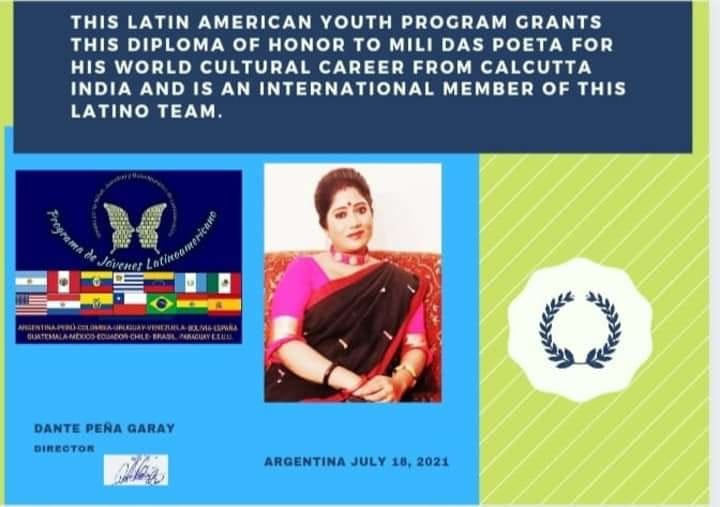 THIS LATIN AMERICAN YOUTH PROGRAM GRANTS
THIS DIPLOMA OF HONOR TO MILI DAS POETA FOR
HIS WORLD CULTURAL CAREER FROM CALCUTTA
INDIA AND IS AN INTERNATIONAL MEMBER OF THIS
LATINO TEAM.
Programa de Jóvenes Latinoamericano
ARGENTINA-PERÚ-COLOMBIA-URUGUAY-VENEZUELA-BOLIVIA-ESPAÑA
GUATEMALA-MÉXICO-ECUADOR-CHILE-BRASIL, PARAGUAY E.E.U.U.
DANTE PEÑA GARAY
DIRECTOR
ARGENTINA JULY 18, 2021